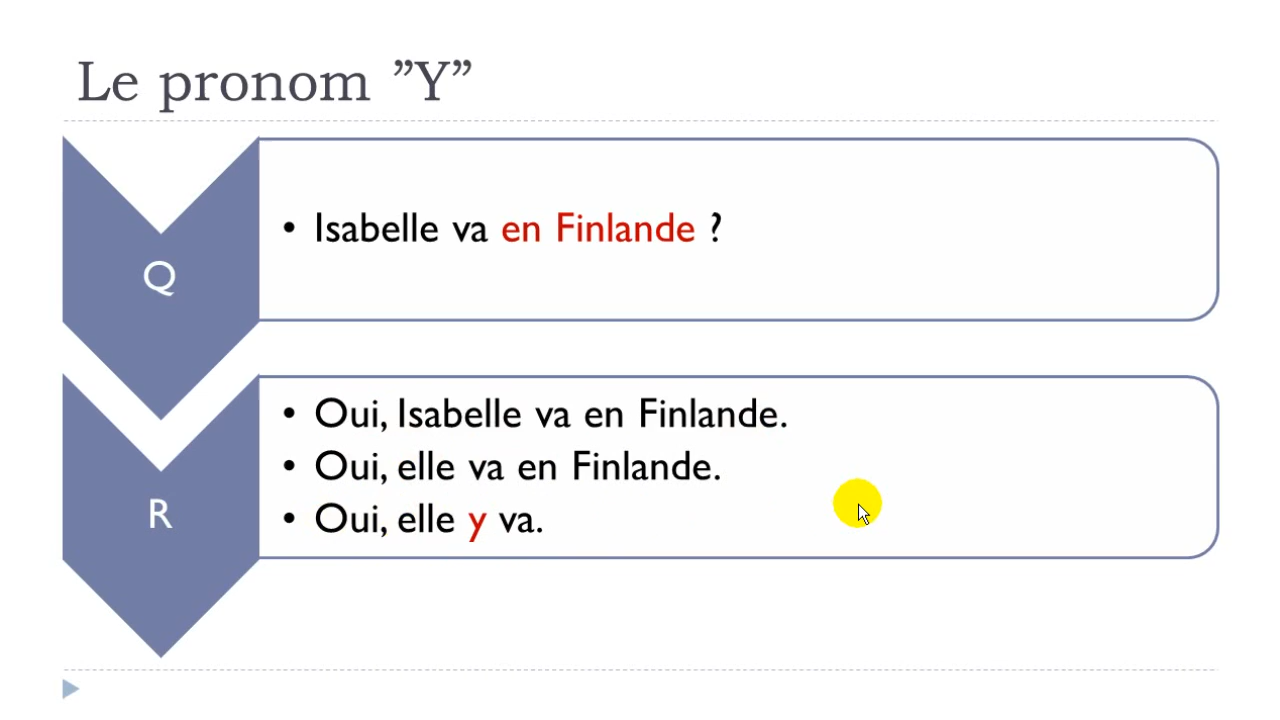 Le pronom ”Y”
Q
• Isabelle va en Finlande ?
R
• Oui, Isabelle va en Finlande.
• Oui, elle va en Finlande.
• Oui, elle y va.